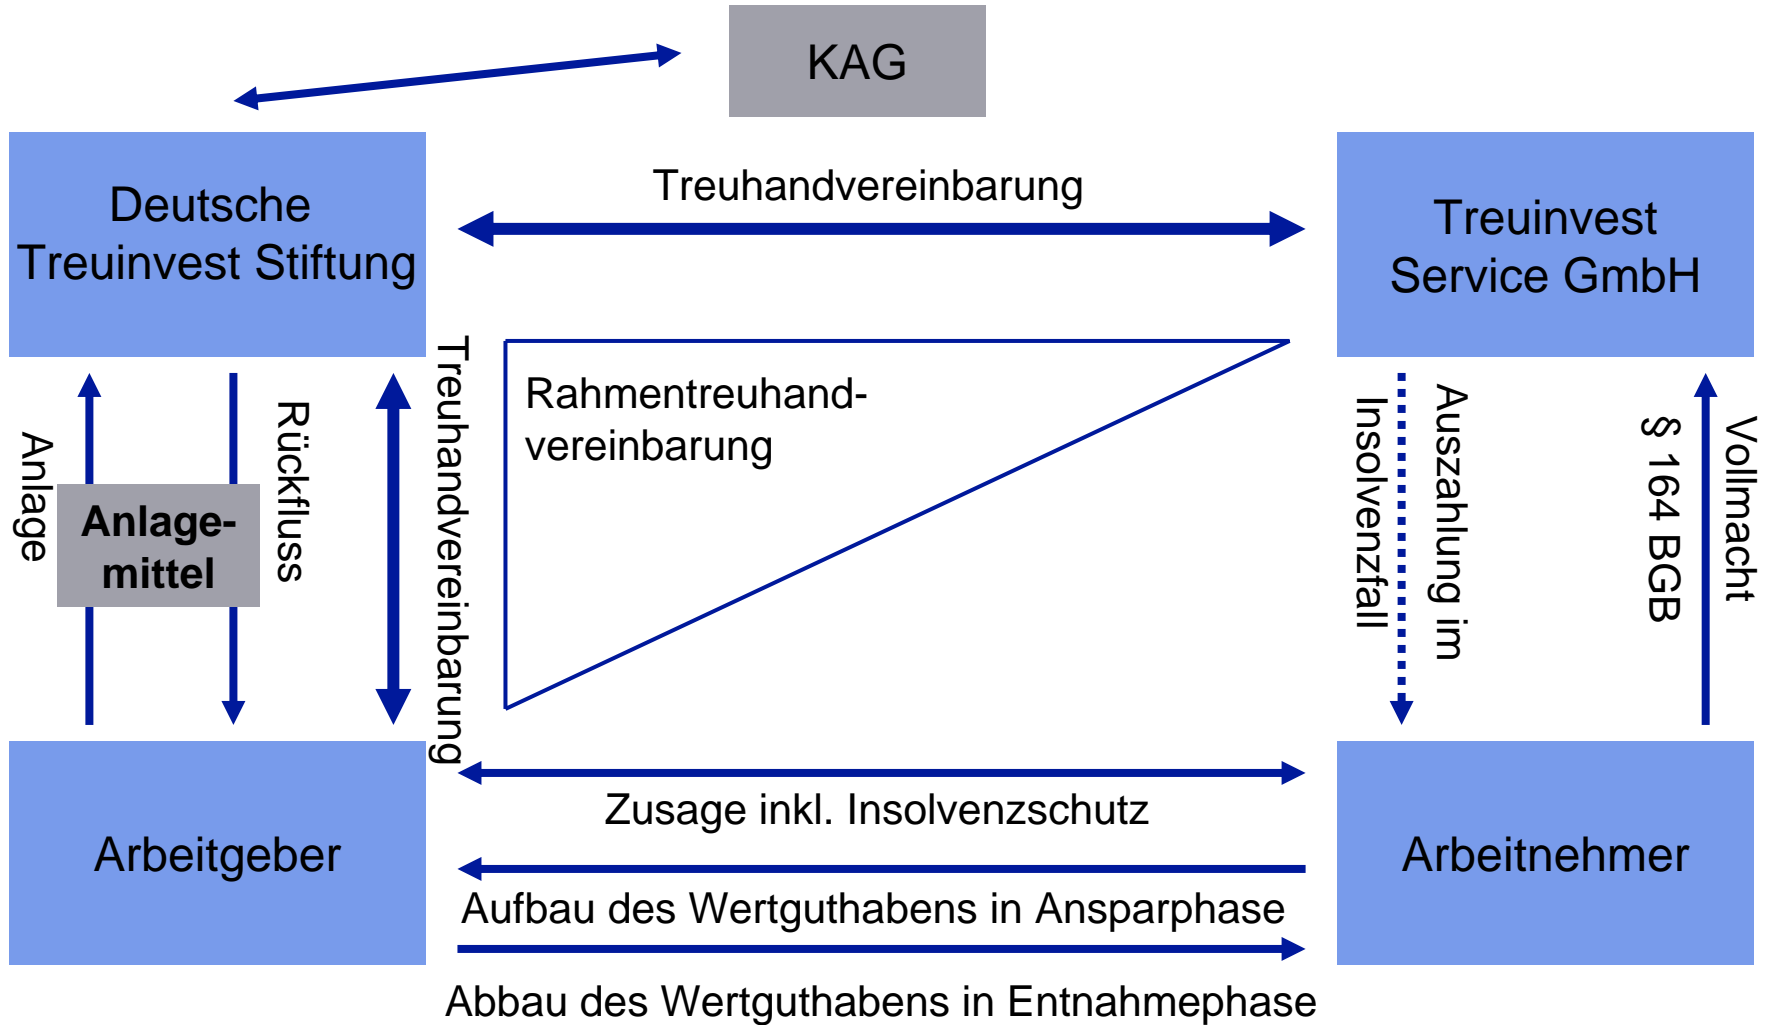 KAG
Deutsche
Treuinvest Stiftung
Treuhandvereinbarung
Treuinvest
Service GmbH
Anlage
Anlage-
mittel
Rückfluss
Treuhandvereinbarung
Rahmentreuhand-
vereinbarung
Auszahlung im
Insolvenzfall
Vollmacht
§ 164 BGB
Arbeitgeber
Zusage inkl. Insolvenzschutz
Aufbau des Wertguthabens in Ansparphase
Abbau des Wertguthabens in Entnahmephase
Arbeitnehmer